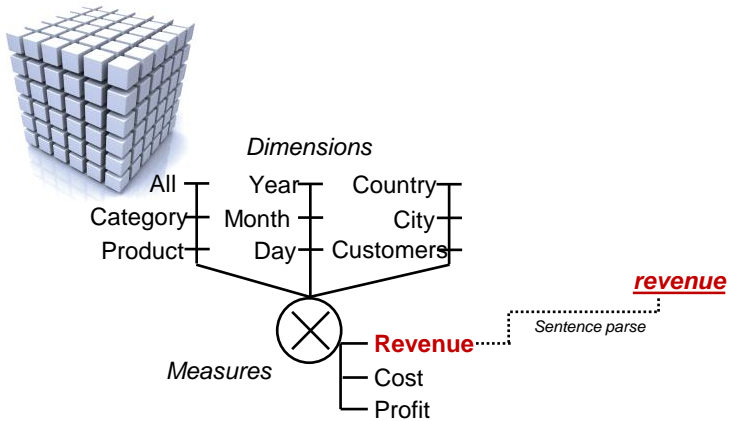 Dimensions
All Year Country
Category Month City
Product Day Customers
revenue
Sentence parse
Revenue
Measures
Cost
Profit